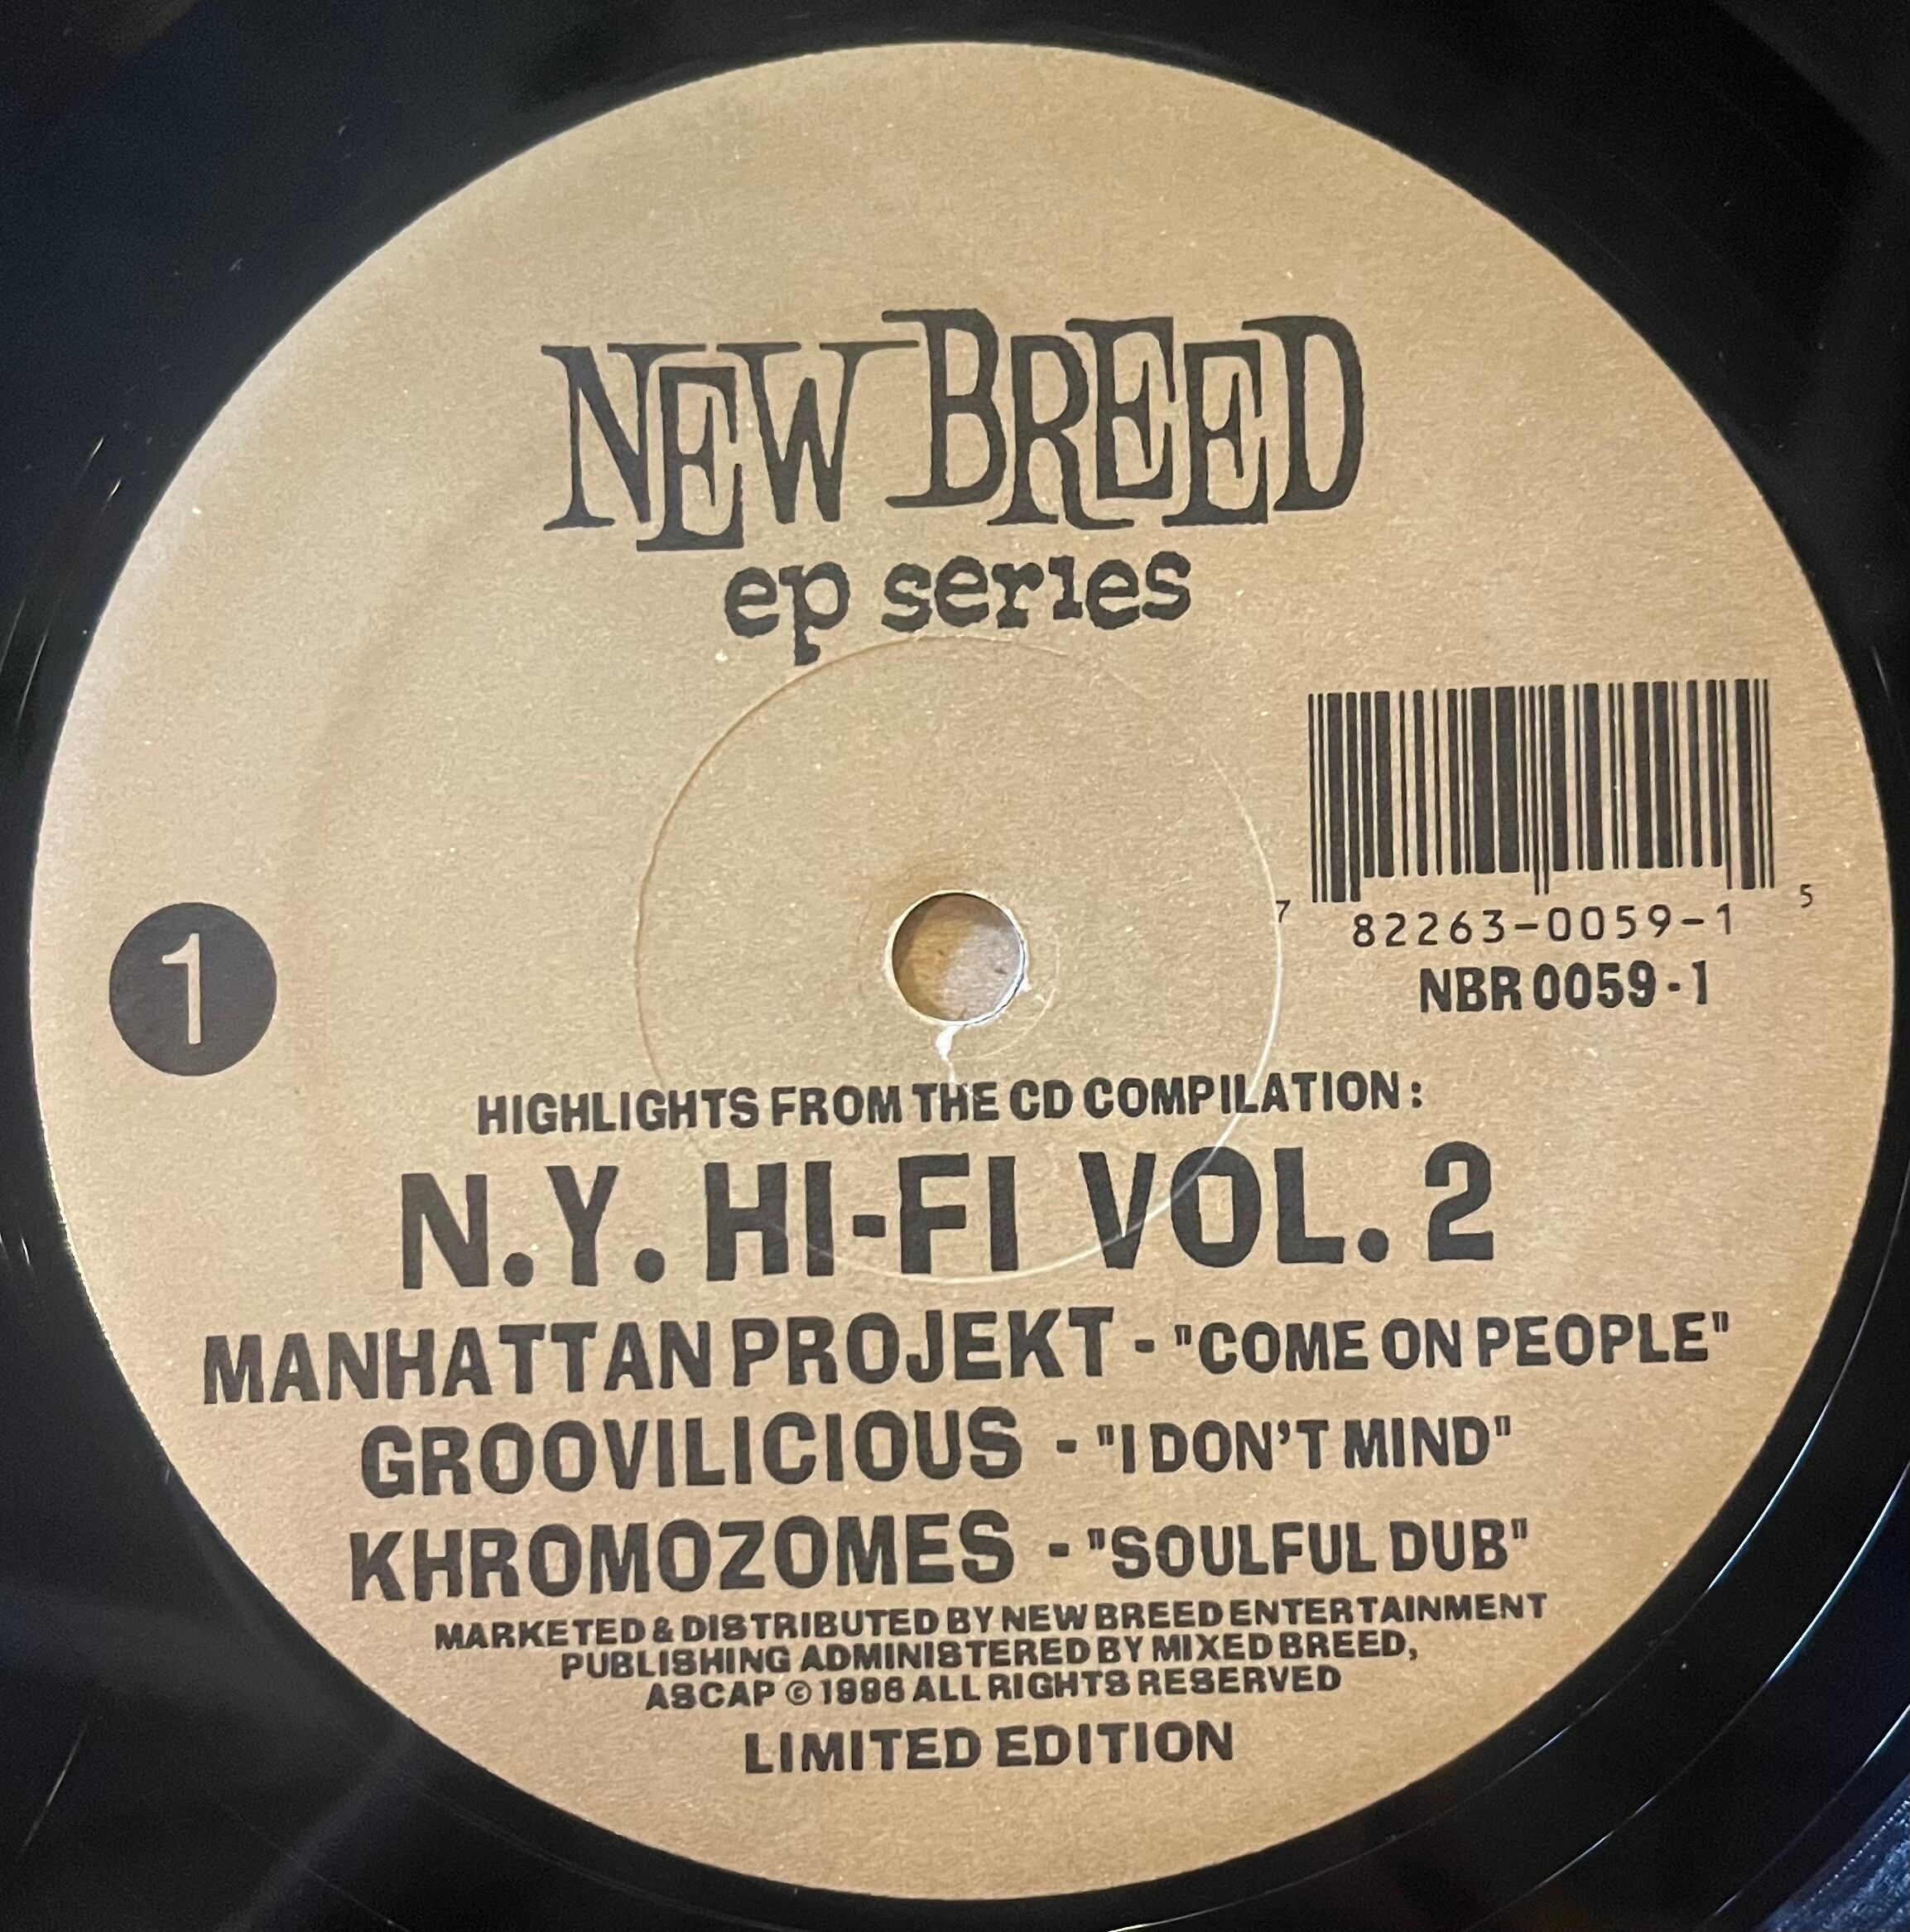 NEW BREED
ep series
7 82263-0059-1 5
NBR 0059-1
1
HIGHLIGHTS FROM THE CD COMPILATION:
N.Y. HI-FI VOL. 2
MANHATTAN PROJEKT - "COME ON PEOPLE"
GROOVILICIOUS - "I DON'T MIND"
KHROMOZOMES - "SOULFUL DUB"
MARKETED & DISTRIBUTED BY NEW BREED ENTERTAINMENT
PUBLISHING ADMINISTERED BY MIXED BREED,
ASCAP © 1996 ALL RIGHTS RESERVED
LIMITED EDITION